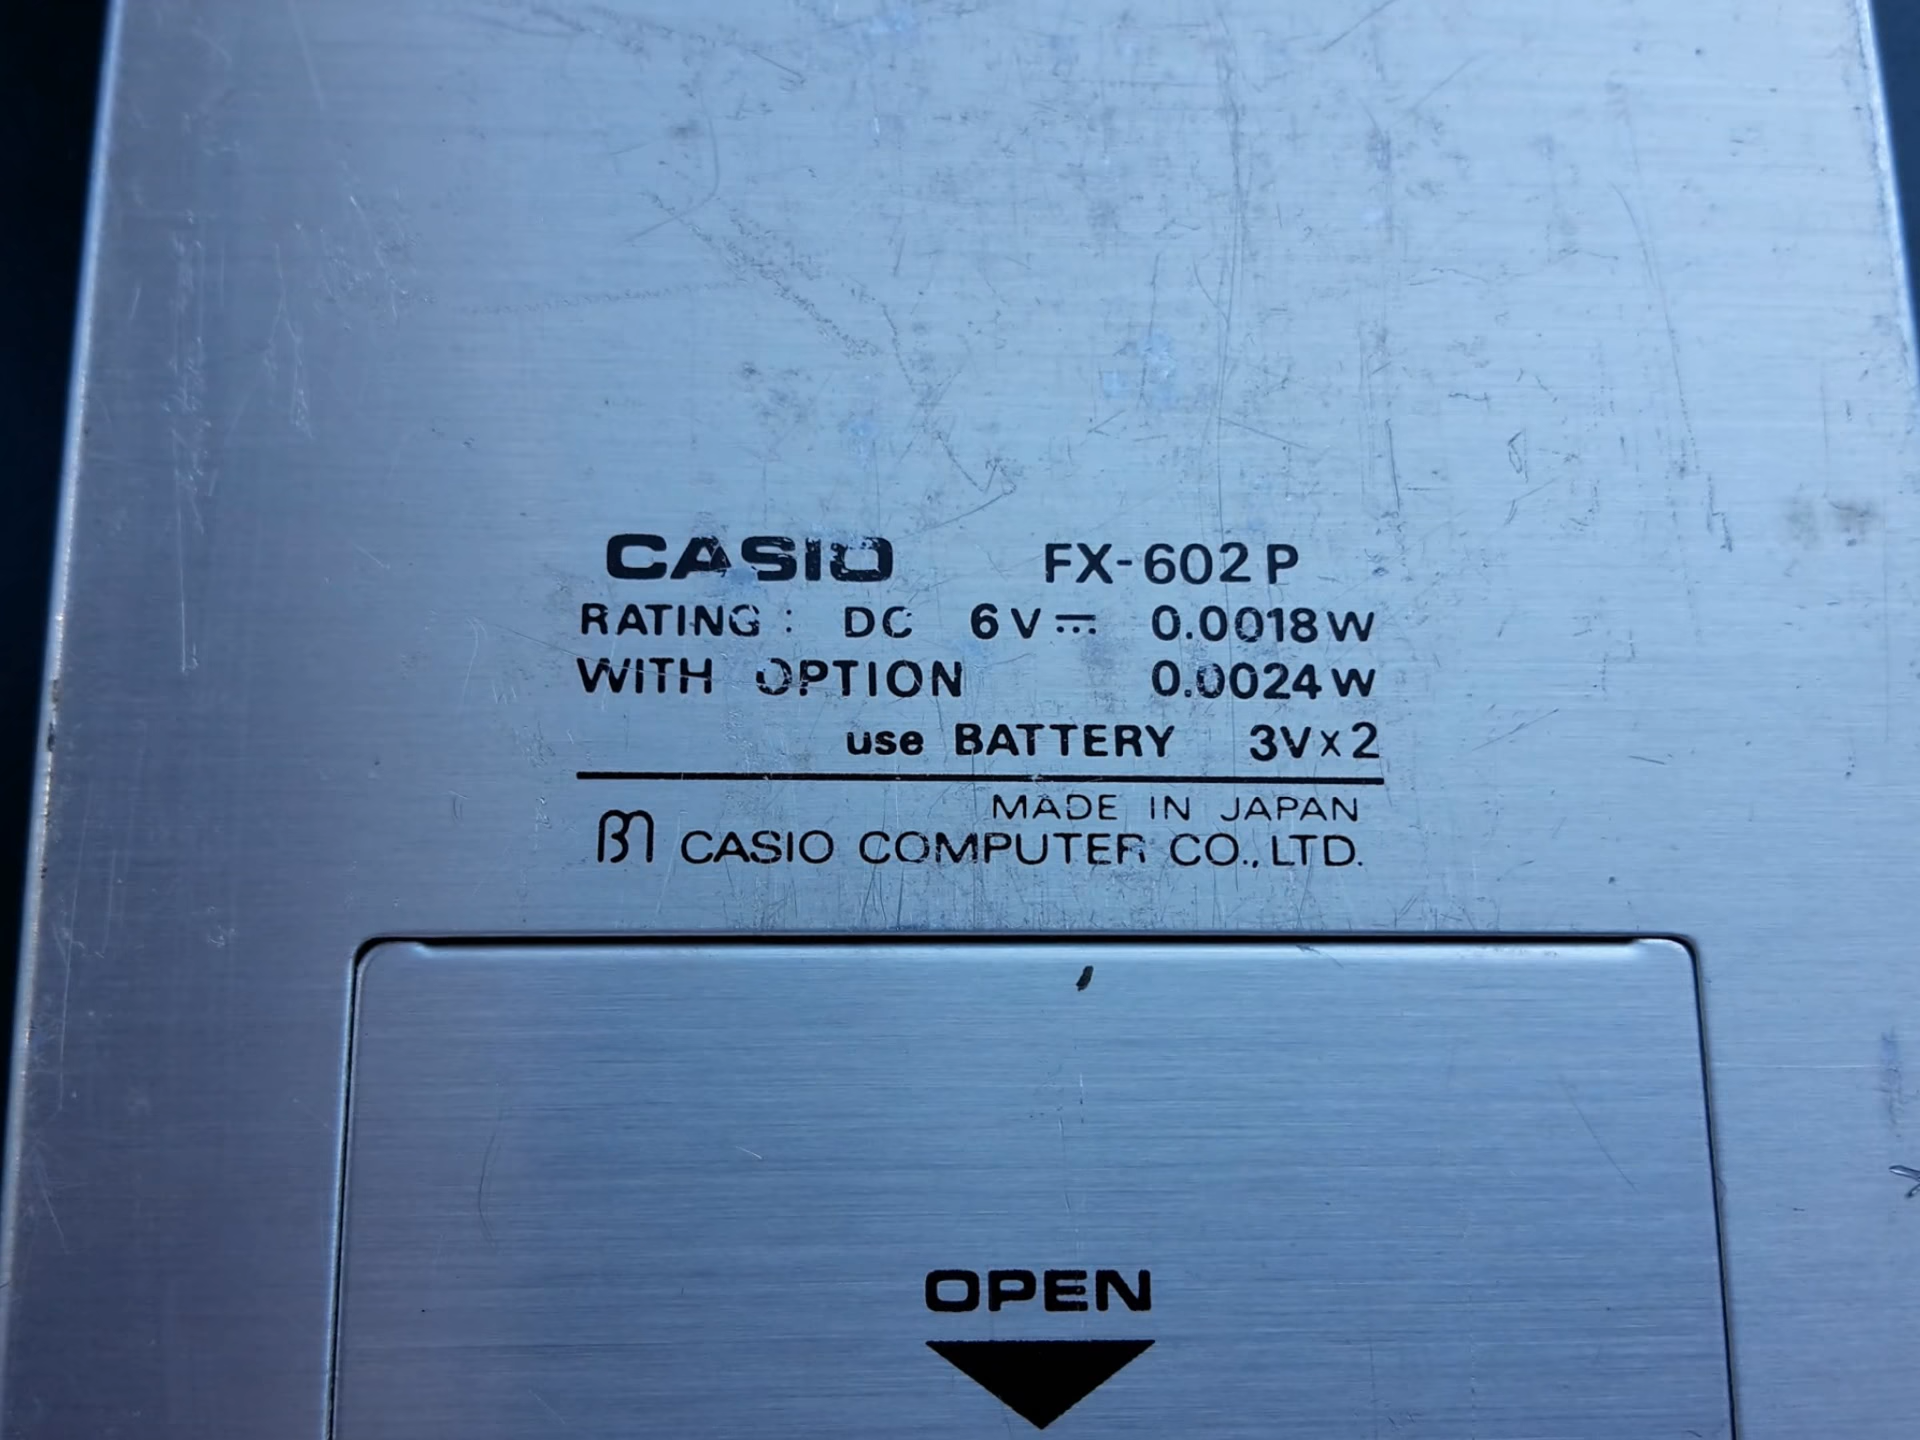 CASIO FX-602P
RATING: DC 6V⎓ 0.0018W
WITH OPTION 0.0024W
use BATTERY 3V×2
MADE IN JAPAN
CASIO COMPUTER CO., LTD.
OPEN